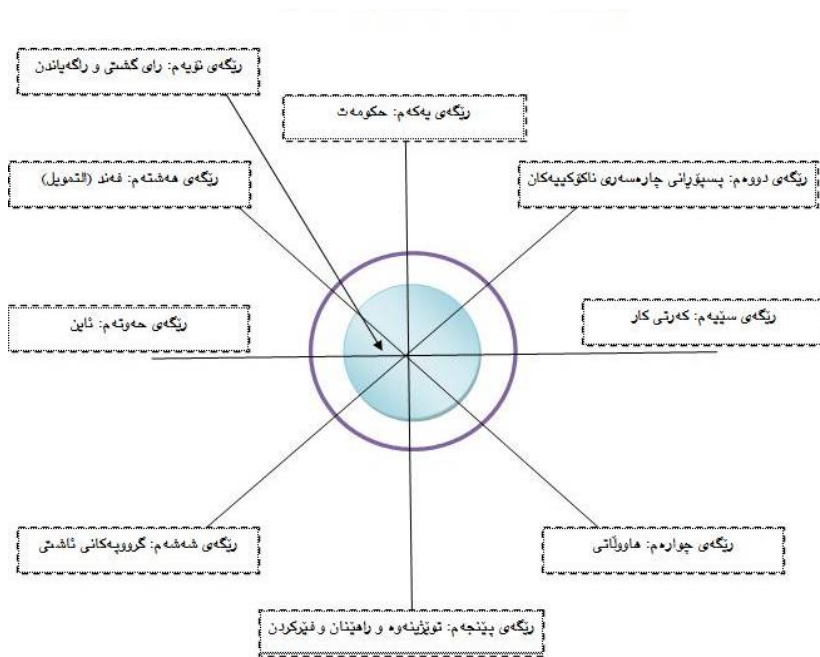 ڕێگەی نۆیەم: ڕای گشتی و ڕاگەیاندن
ڕێگەی یەکەم: حکومەت
ڕێگەی هەشتەم: فەند (التمویل)
ڕێگەی دووەم: پسپۆڕانی چارەسەری ناکۆکییەکان
ڕێگەی حەوتەم: ئاین
ڕێگەی سێیەم: کەرتی کار
ڕێگەی شەشەم: گرووپەکانی ئاشتی
ڕێگەی چوارەم: هاووڵاتی
ڕێگەی پێنجەم: توێژینەوە و ڕاهێنان و فێرکردن